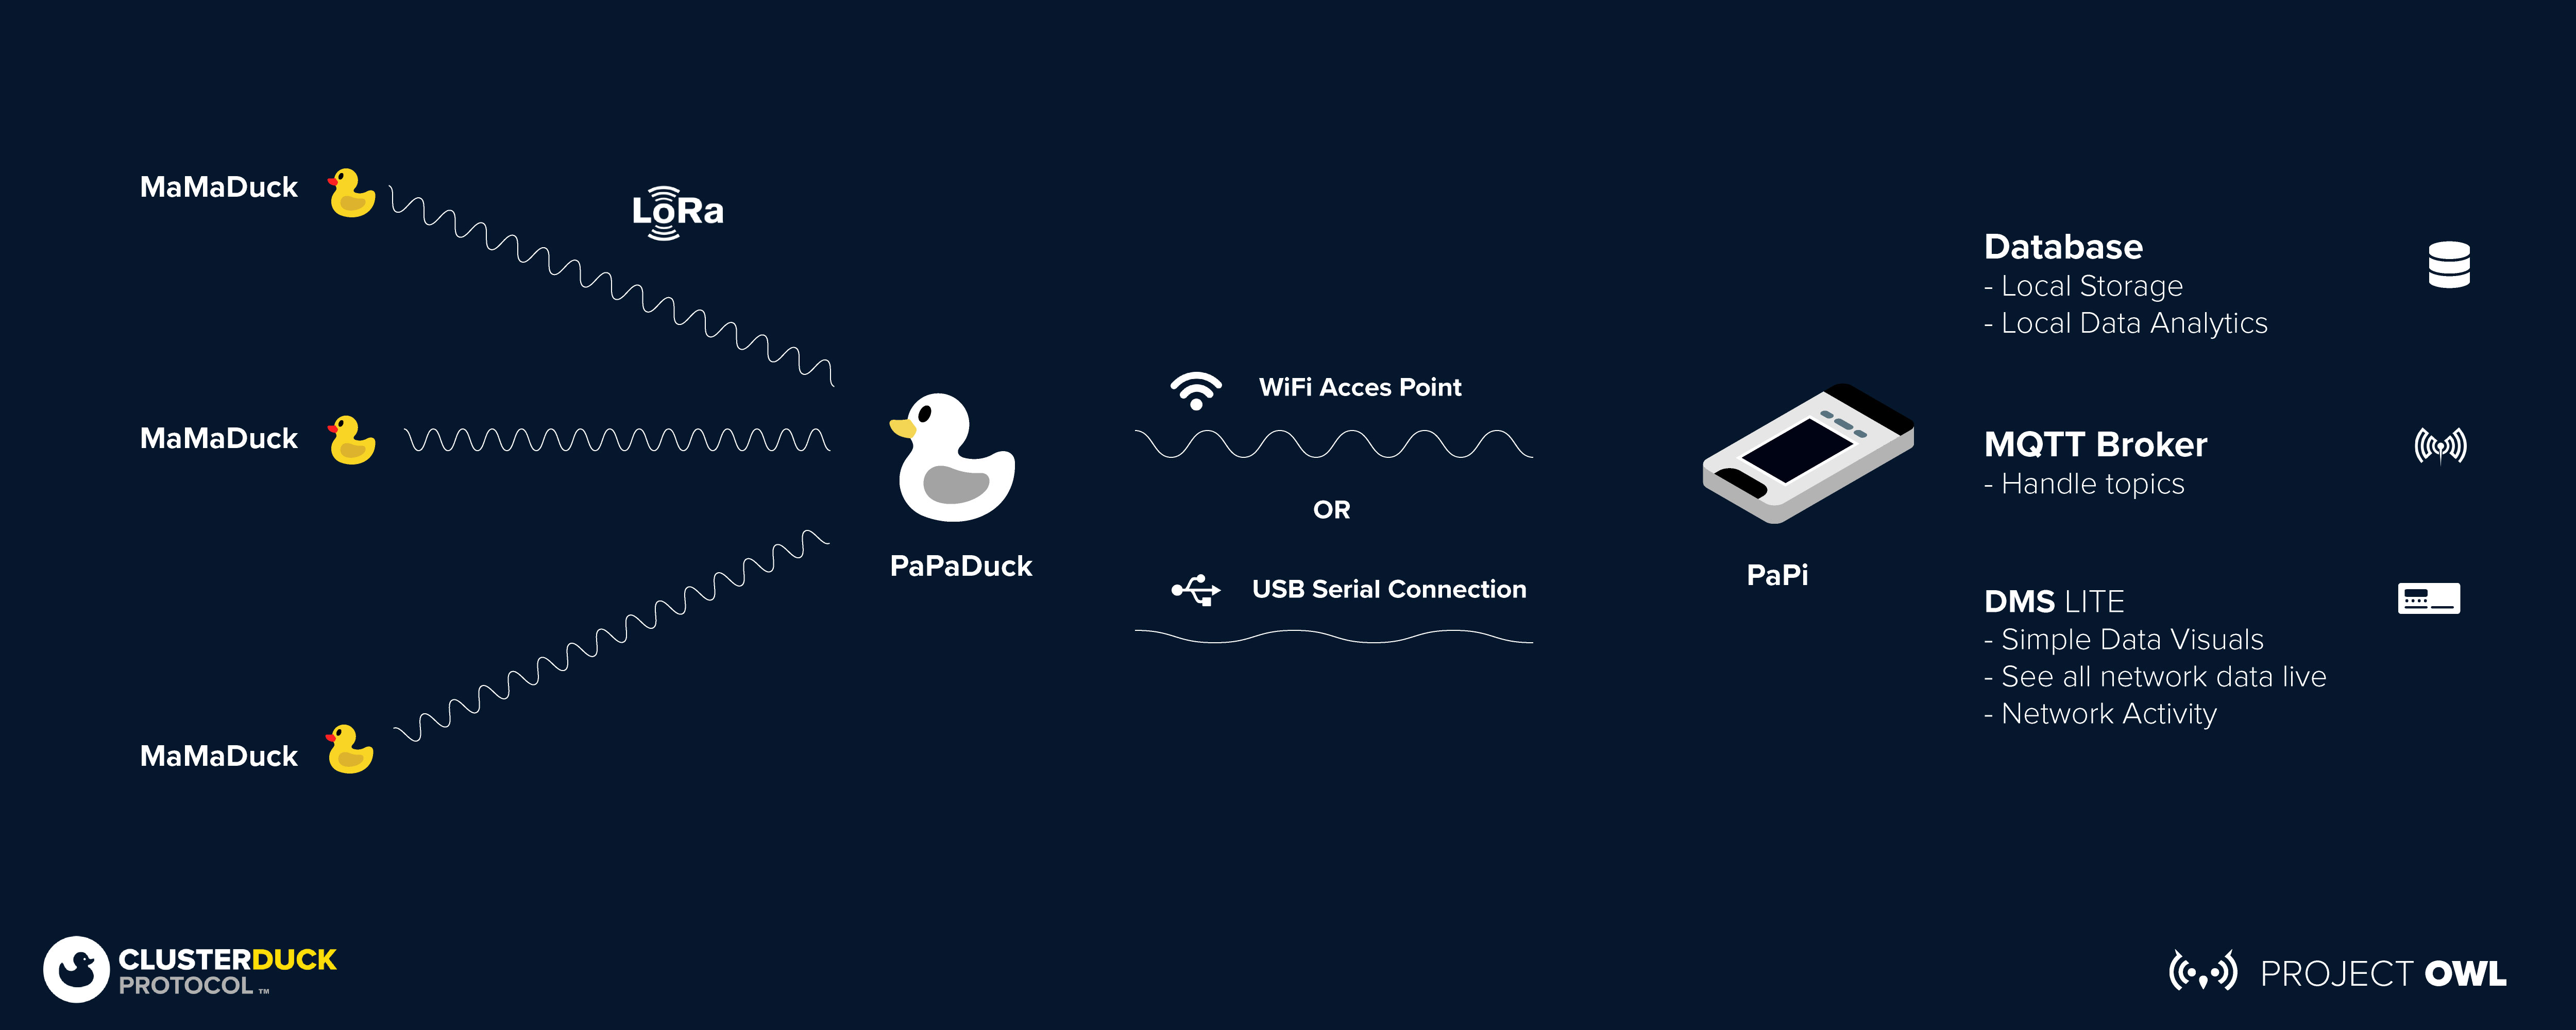 MaMaDuck
LoRa
MaMaDuck
MaMaDuck
PaPaDuck
WiFi Acces Point
OR
USB Serial Connection
PaPi
Database
- Local Storage
- Local Data Analytics
MQTT Broker
- Handle topics
DMS LITE
- Simple Data Visuals
- See all network data live
- Network Activity
CLUSTERDUCK
PROTOCOL ™
PROJECT OWL